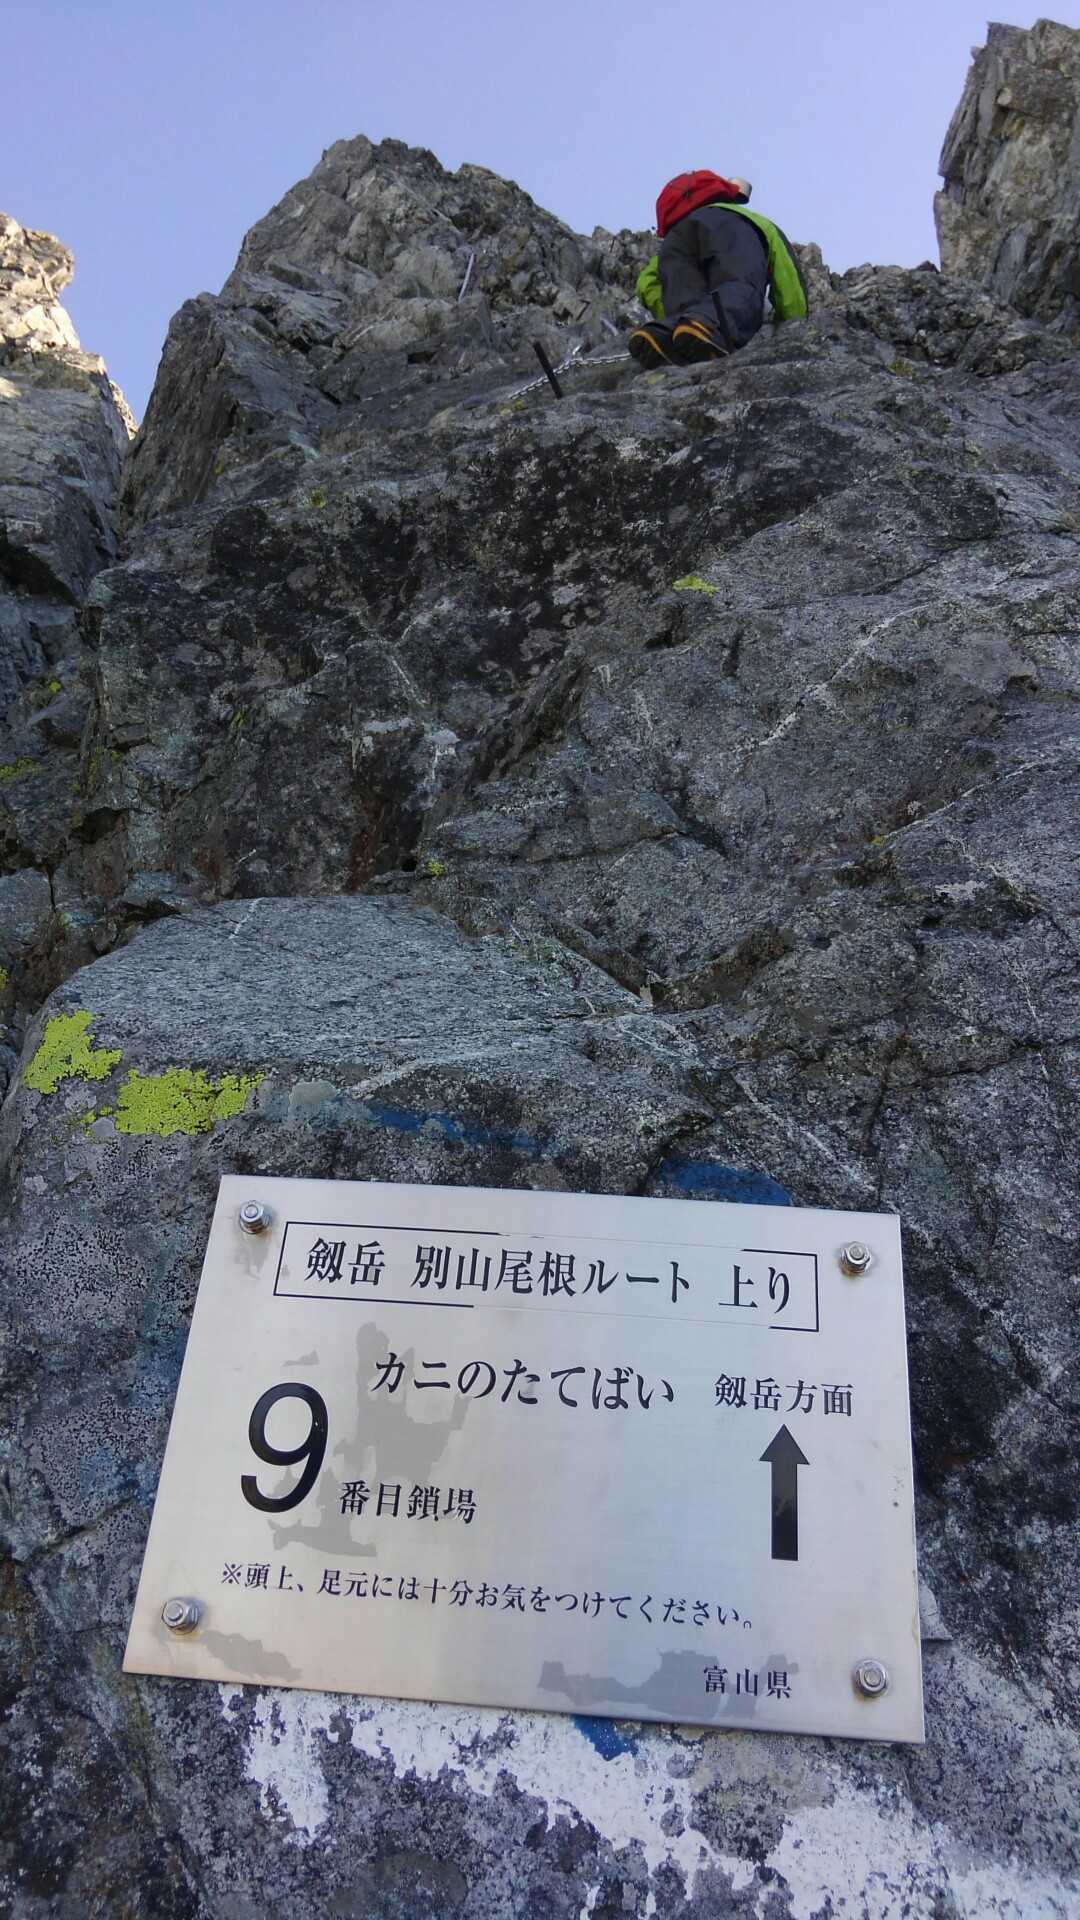 劔岳 別山尾根ルート 上り
カニのたてばい 劔岳方面
9番目鎖場
※頭上、足元には十分お気をつけてください。
富山県